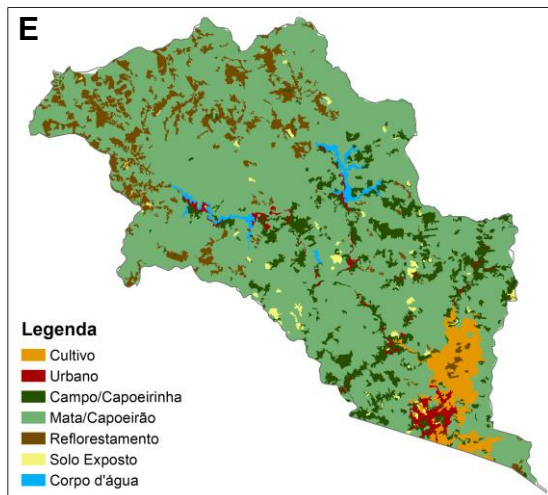 E
Legenda
Cultivo
Urbano
Campo/Capoeirinha
Mata/Capoeirão
Reflorestamento
Solo Exposto
Corpo d'água